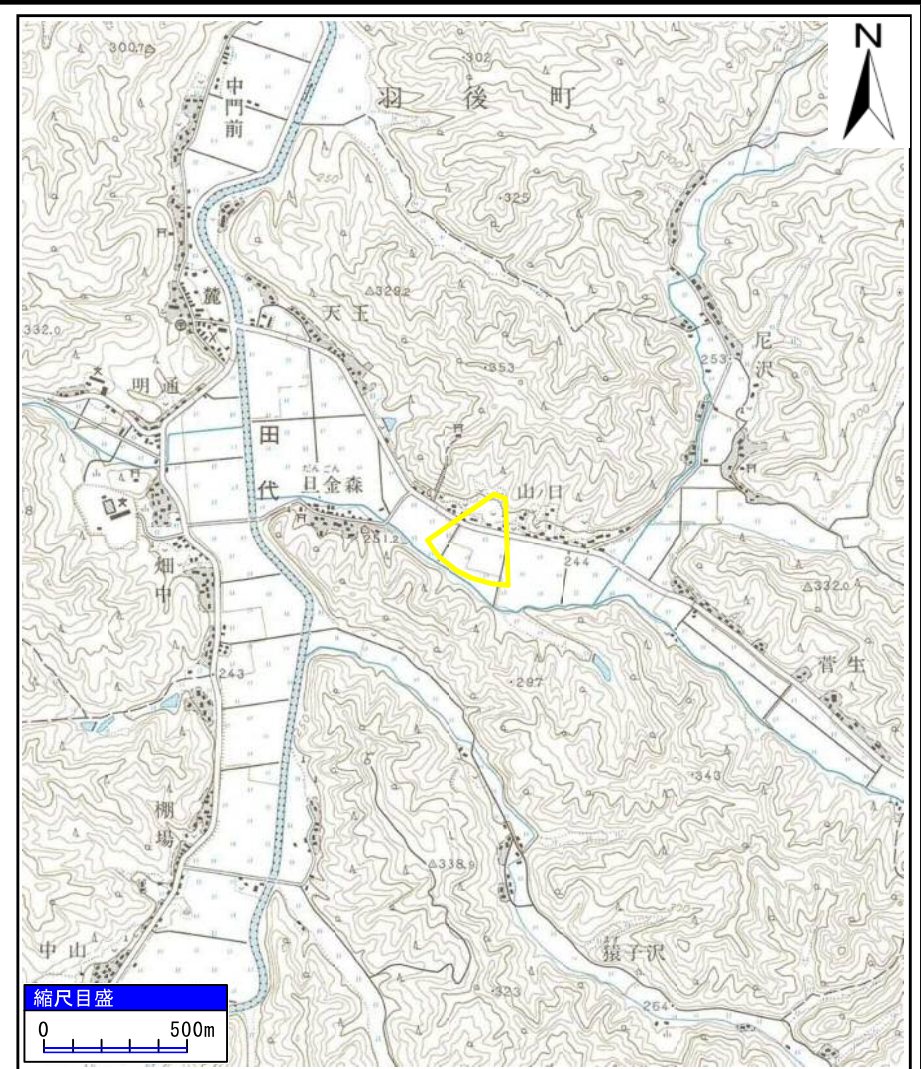 N
300.7
302
羽後町
中門前
325
麓
329.2
天王
332.0
353
尼沢
253
明通
田代
だんごん
旦金森
山ノ口
251.2
244
畑中
332.0
菅生
243
287
343
棚場
338.9
中山
猿子沢
323
264
縮尺目盛
0 500m